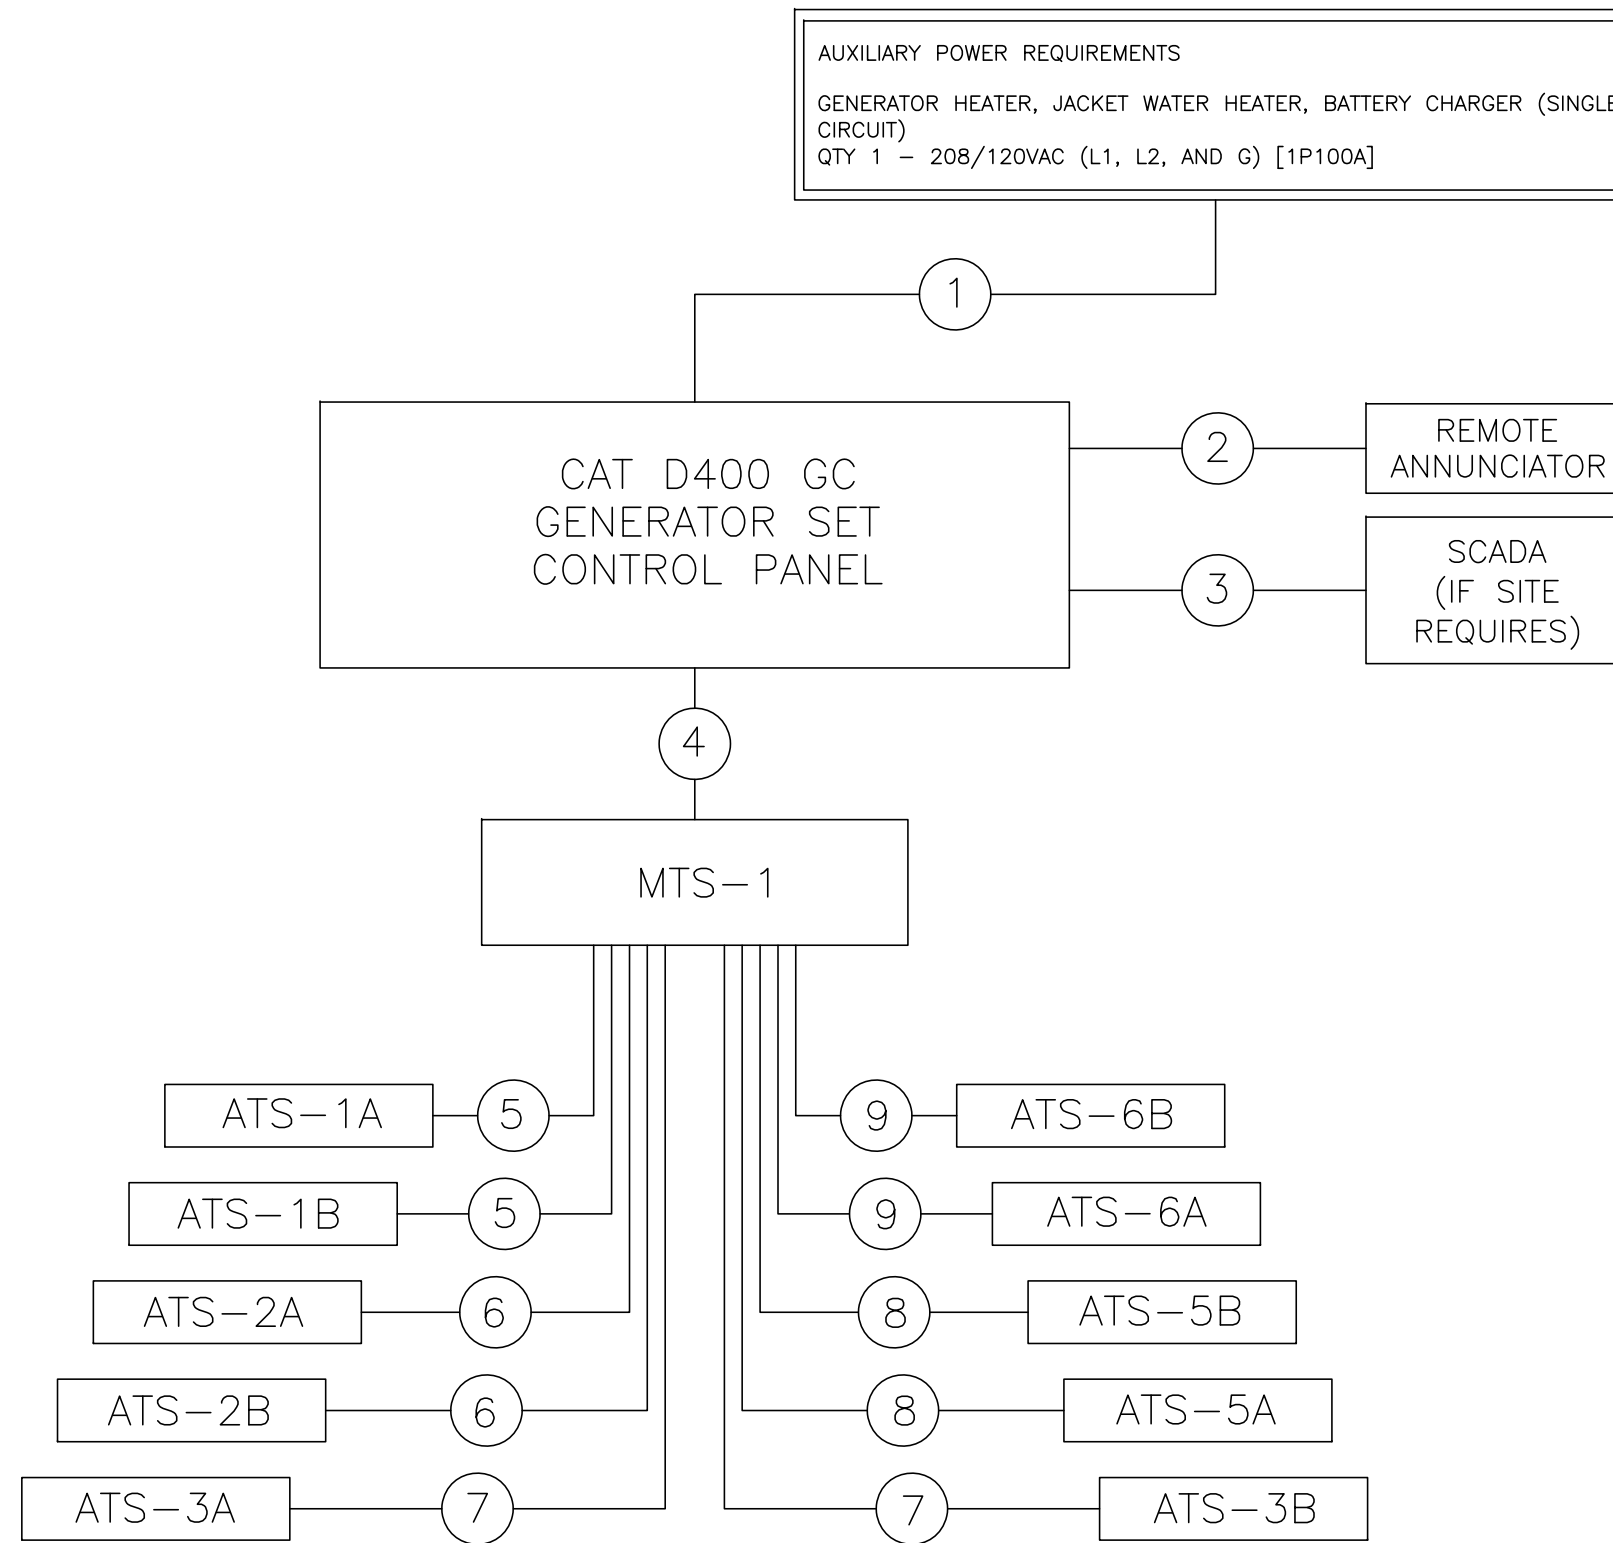 AUXILIARY POWER REQUIREMENTS
GENERATOR HEATER, JACKET WATER HEATER, BATTERY CHARGER (SINGLE
CIRCUIT)
QTY 1 – 208/120VAC (L1, L2, AND G) [1P100A]
1
CAT D400 GC
GENERATOR SET
CONTROL PANEL
2
REMOTE
ANNUNCIATOR
3
SCADA
(IF SITE
REQUIRES)
4
MTS–1
ATS–1A
5
9
ATS–6B
ATS–1B
5
9
ATS–6A
ATS–2A
6
8
ATS–5B
ATS–2B
6
8
ATS–5A
ATS–3A
7
7
ATS–3B